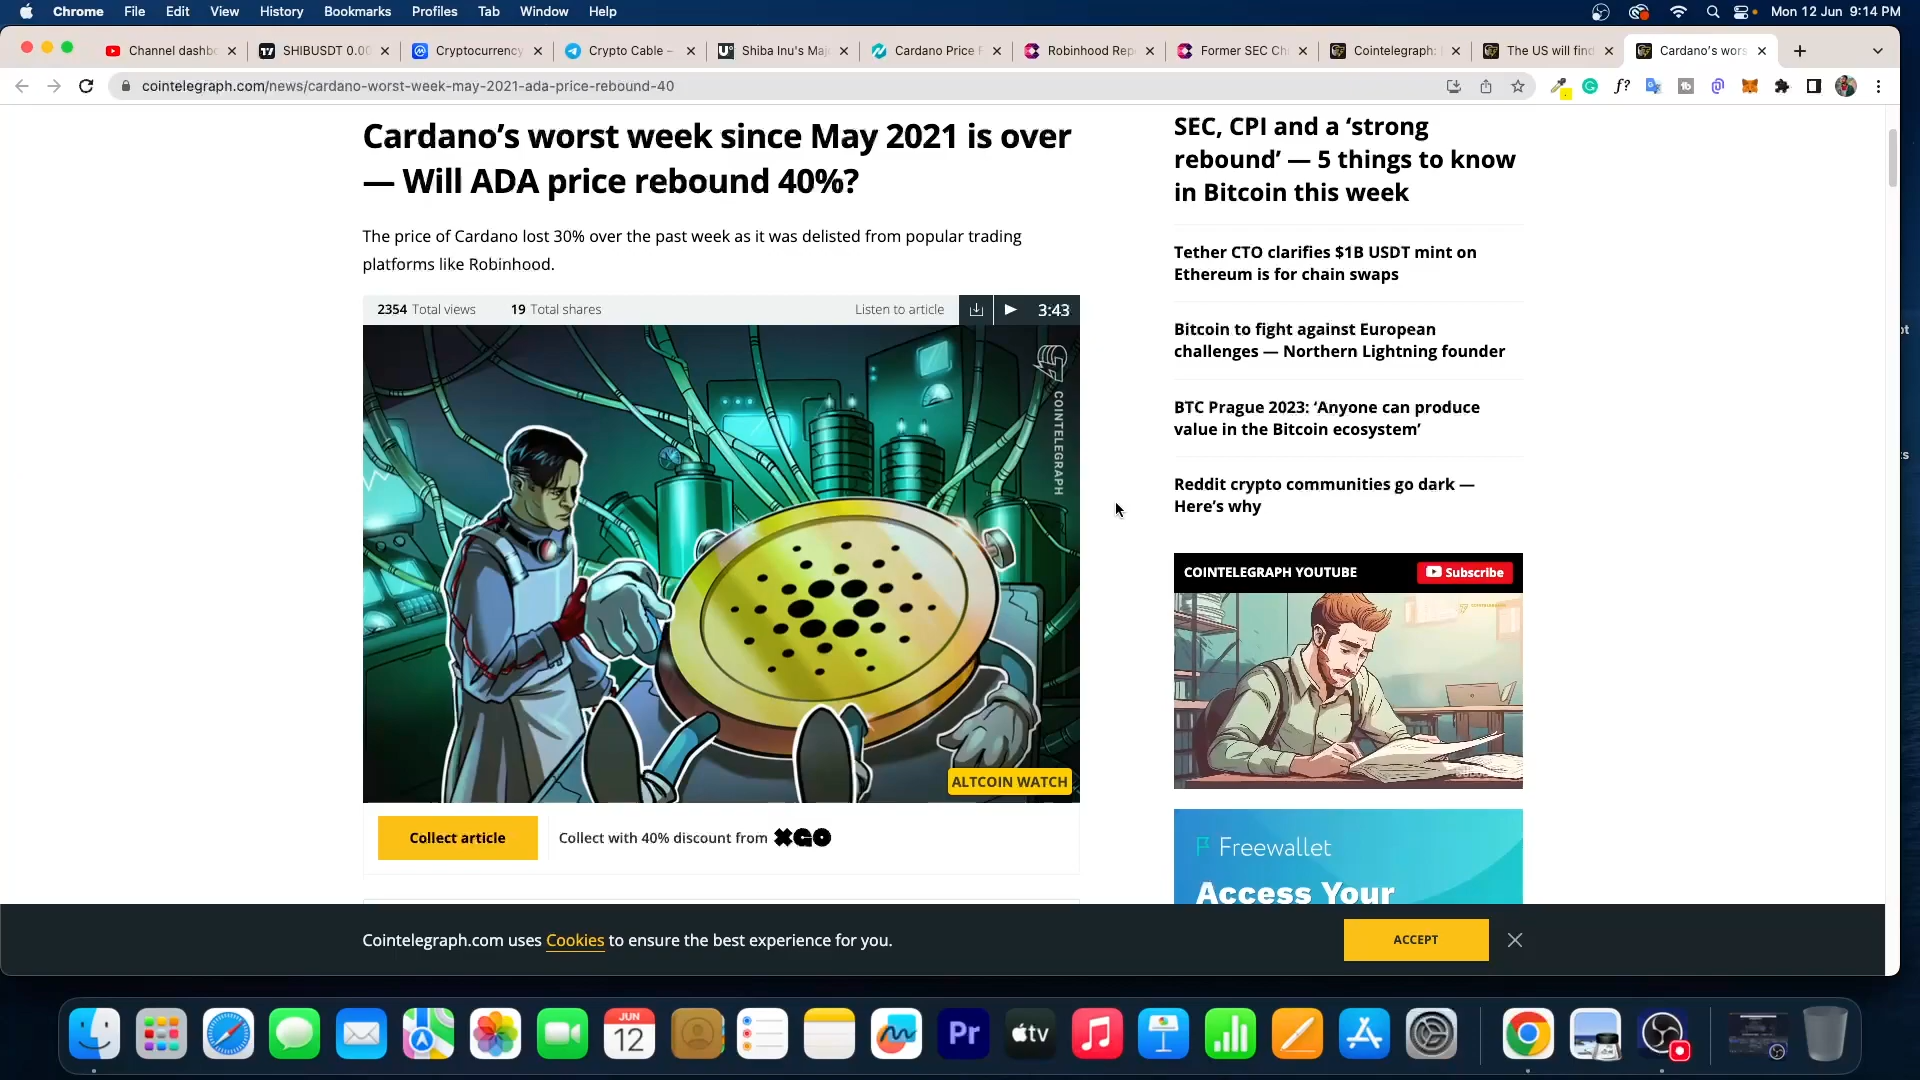 Chrome File Edit View History Bookmarks Profiles Tab Window Help Mon 12 Jun 9:14 PM
Channel dashb SHIBUSDT 0.00 Cryptocurrency Crypto Cable – Shiba Inu's Maj Cardano Price F Robinhood Rep Former SEC Ch Cointelegraph: The US will find Cardano's wors
cointelegraph.com/news/cardano-worst-week-may-2021-ada-price-rebound-40
Cardano’s worst week since May 2021 is over
— Will ADA price rebound 40%?
The price of Cardano lost 30% over the past week as it was delisted from popular trading
platforms like Robinhood.
2354 Total views 19 Total shares Listen to article 3:43
COINTELEGRAPH
ALTCOIN WATCH
Collect article Collect with 40% discount from XGO
SEC, CPI and a ‘strong
rebound’ — 5 things to know
in Bitcoin this week
Tether CTO clarifies $1B USDT mint on
Ethereum is for chain swaps
Bitcoin to fight against European
challenges — Northern Lightning founder
BTC Prague 2023: ‘Anyone can produce
value in the Bitcoin ecosystem’
Reddit crypto communities go dark —
Here’s why
COINTELEGRAPH YOUTUBE Subscribe
Freewallet
Access Your
Cointelegraph.com uses Cookies to ensure the best experience for you.
ACCEPT
JUN
12
Pr
tv